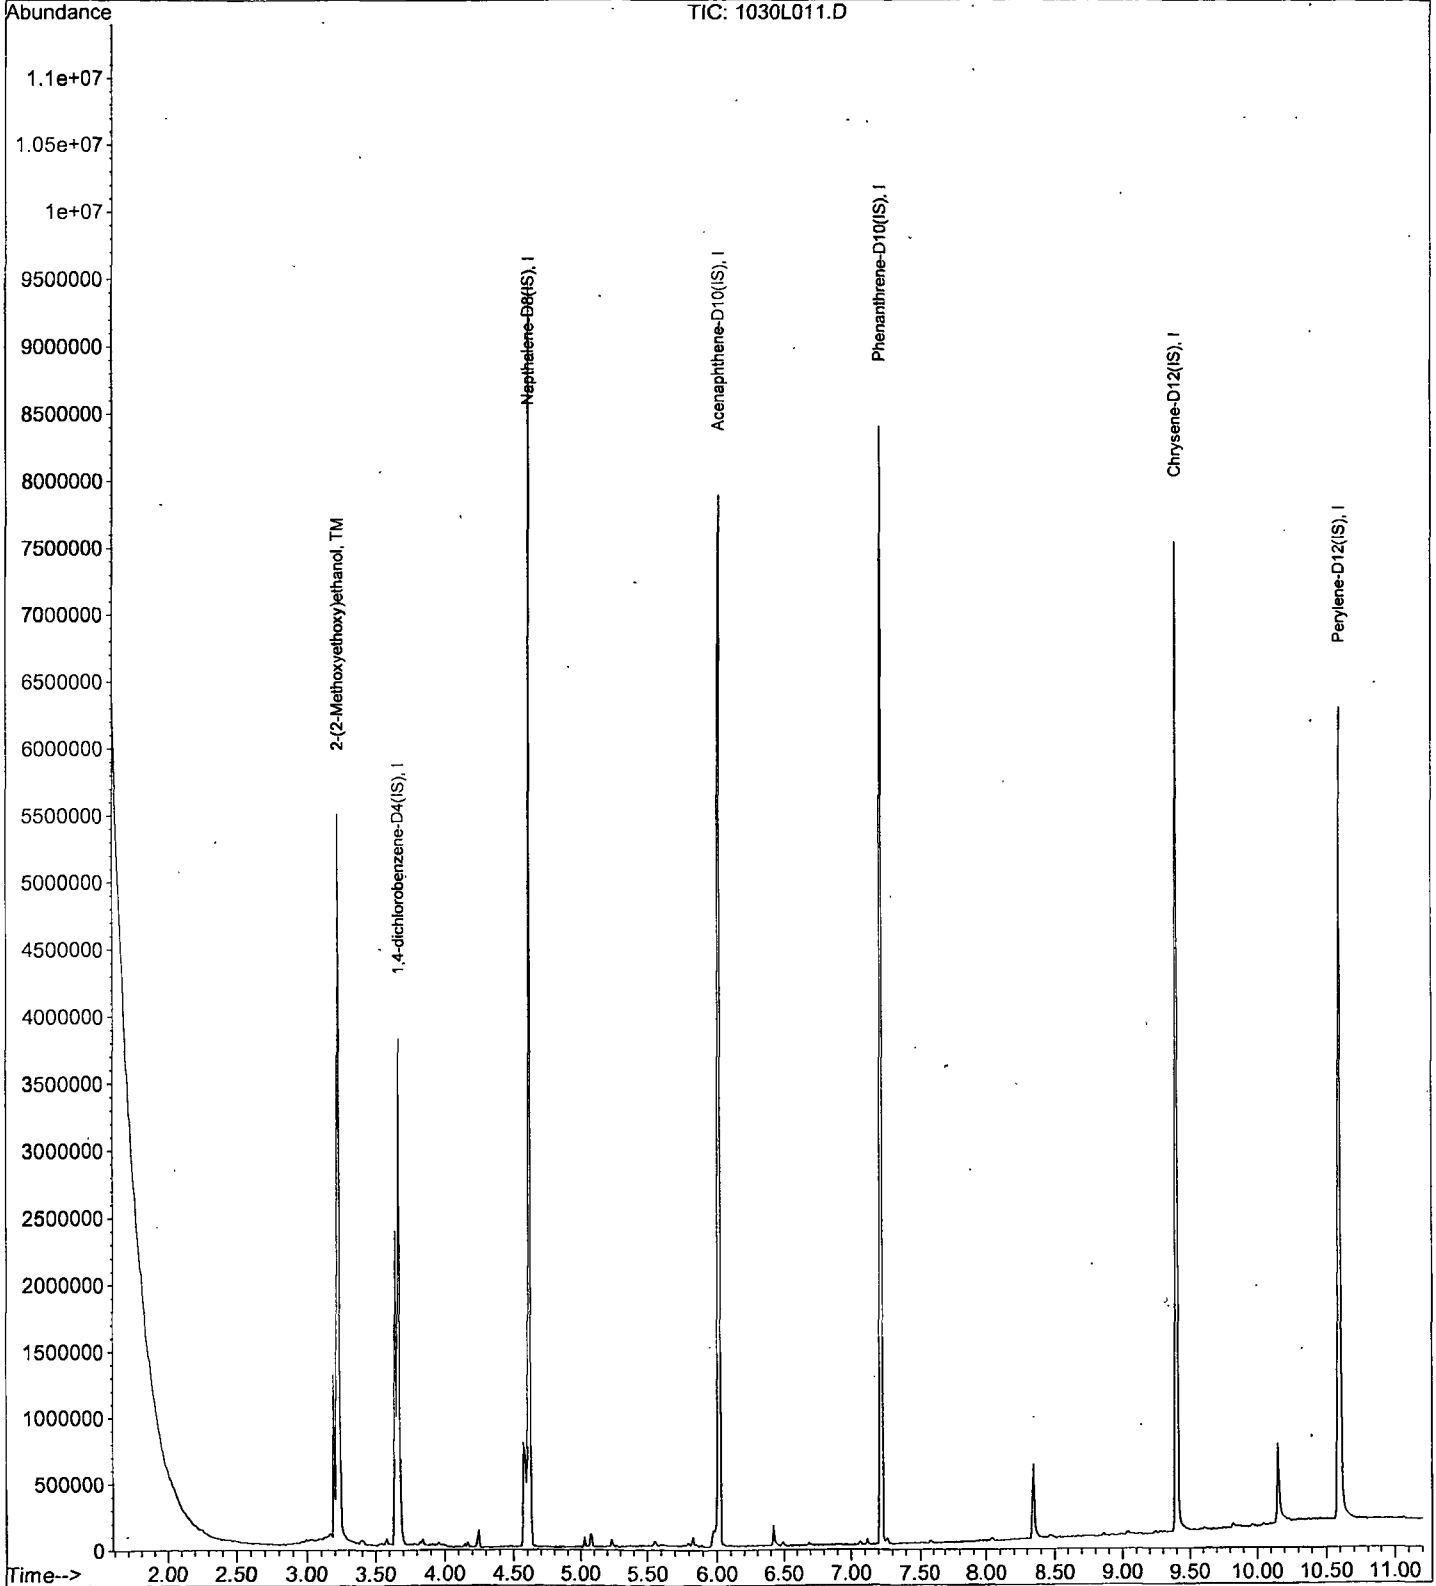 Abundance
TIC: 1030L011.D
1.1e+07
1.05e+07
1e+07
9500000
9000000
8500000
8000000
7500000
7000000
6500000
6000000
5500000
5000000
4500000
4000000
3500000
3000000
2500000
2000000
1500000
1000000
500000
0
2-(2-Methoxyethoxy)ethanol, TM
1,4-dichlorobenzene-D4(IS), I
Napthalene-D8(IS), I
Acenaphthene-D10(IS), I
Phenanthrene-D10(IS), I
Chrysene-D12(IS), I
Perylene-D12(IS), I
Time--> 2.00 2.50 3.00 3.50 4.00 4.50 5.00 5.50 6.00 6.50 7.00 7.50 8.00 8.50 9.00 9.50 10.00 10.50 11.00